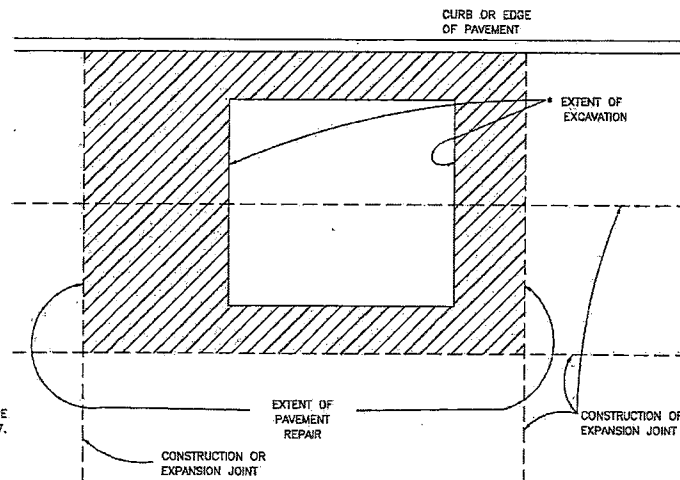 CURB OR EDGE
OF PAVEMENT
EXTENT OF
EXCAVATION
EXTENT OF
PAVEMENT
REPAIR
CONSTRUCTION OR
EXPANSION JOINT
CONSTRUCTION OR
EXPANSION JOINT